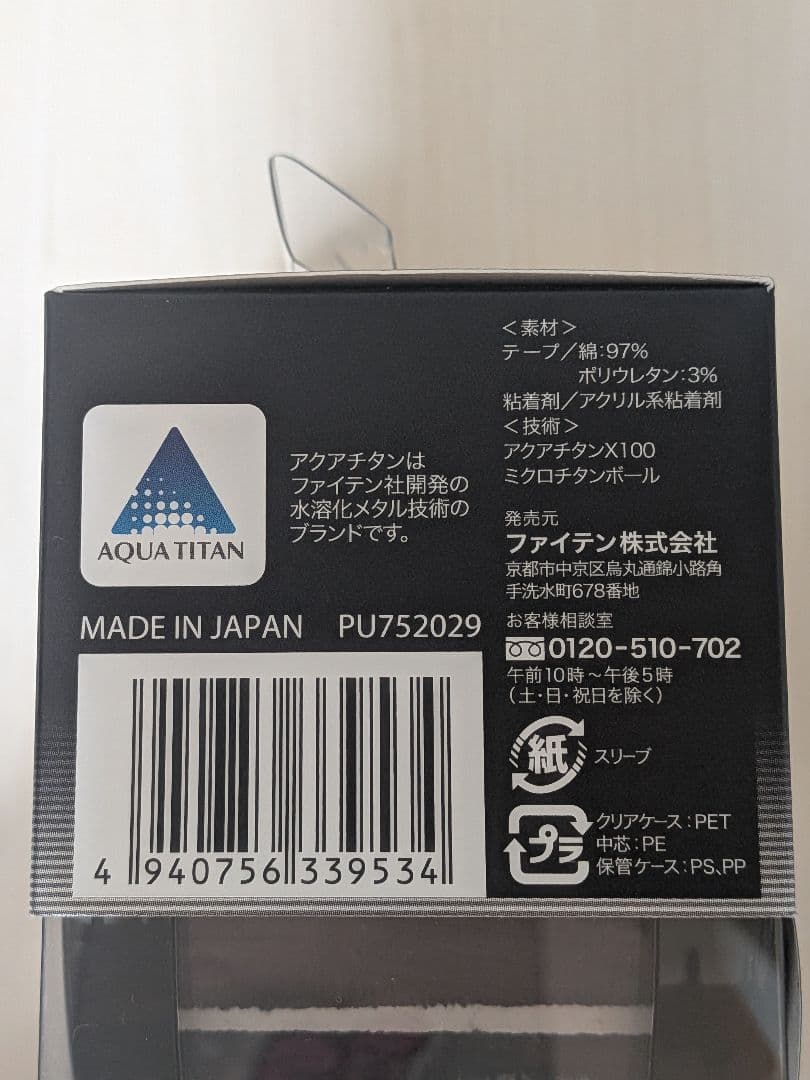 <素材>
テープ/綿:97%
ポリウレタン:3%
粘着剤/アクリル系粘着剤
<技術>
アクアチタンX100
ミクロチタンボール
AQUA TITAN
アクアチタンは
ファイテン社開発の
水溶化メタル技術の
ブランドです。
発売元
ファイテン株式会社
京都市中京区烏丸通錦小路角
手洗水町678番地
お客様相談室
0120-510-702
午前10時~午後5時
(土・日・祝日を除く)
MADE IN JAPAN PU752029
4 940756 339534
紙 スリーブ
プラ
クリアケース:PET
中芯:PE
保管ケース:PS、PP